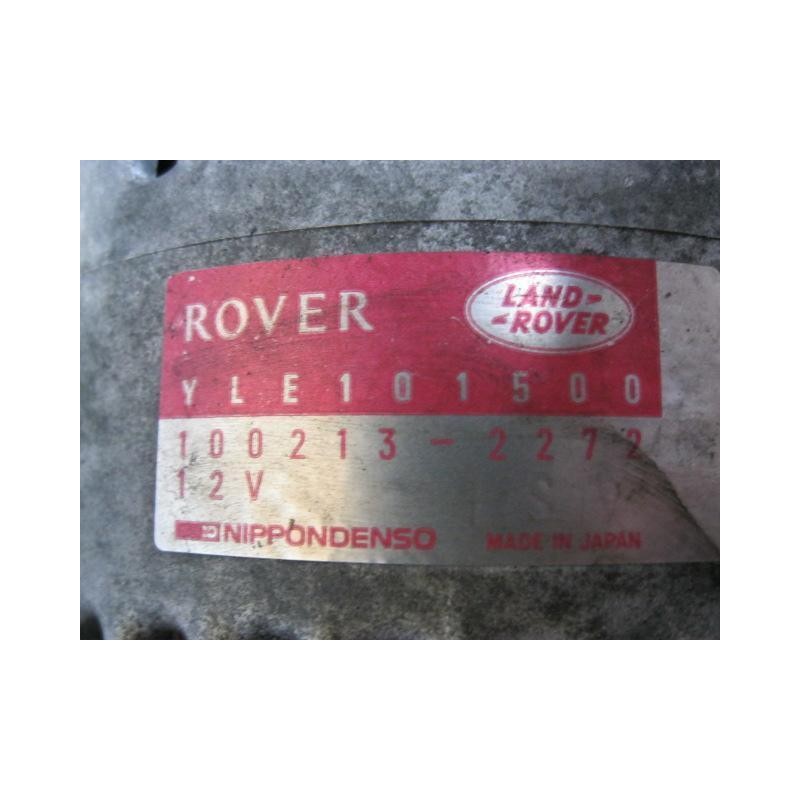 ROVER
LAND-
-ROVER
YLE101500
100213-2272
12V
NIPPONDENSO MADE IN JAPAN